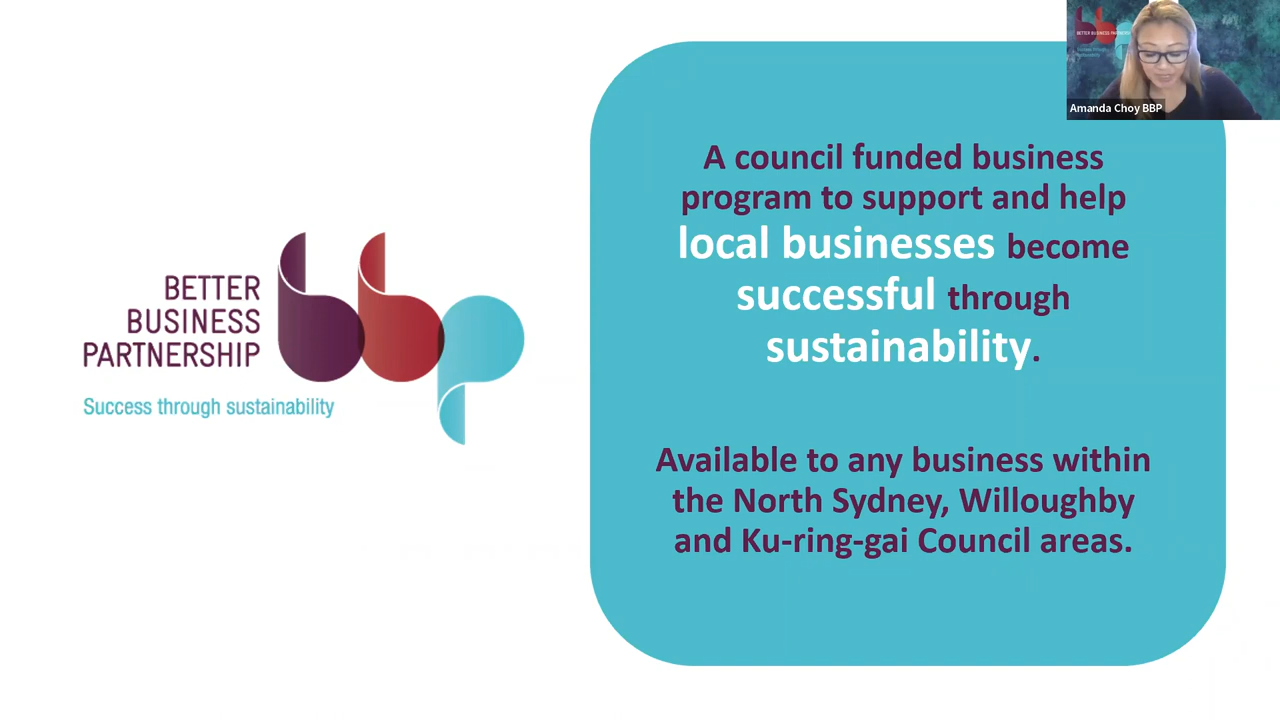 BETTER
BUSINESS
PARTNERSHIP
bbp
Success through sustainability
A council funded business
program to support and help
local businesses become
successful through
sustainability.
Available to any business within
the North Sydney, Willoughby
and Ku-ring-gai Council areas.
Amanda Choy BBP